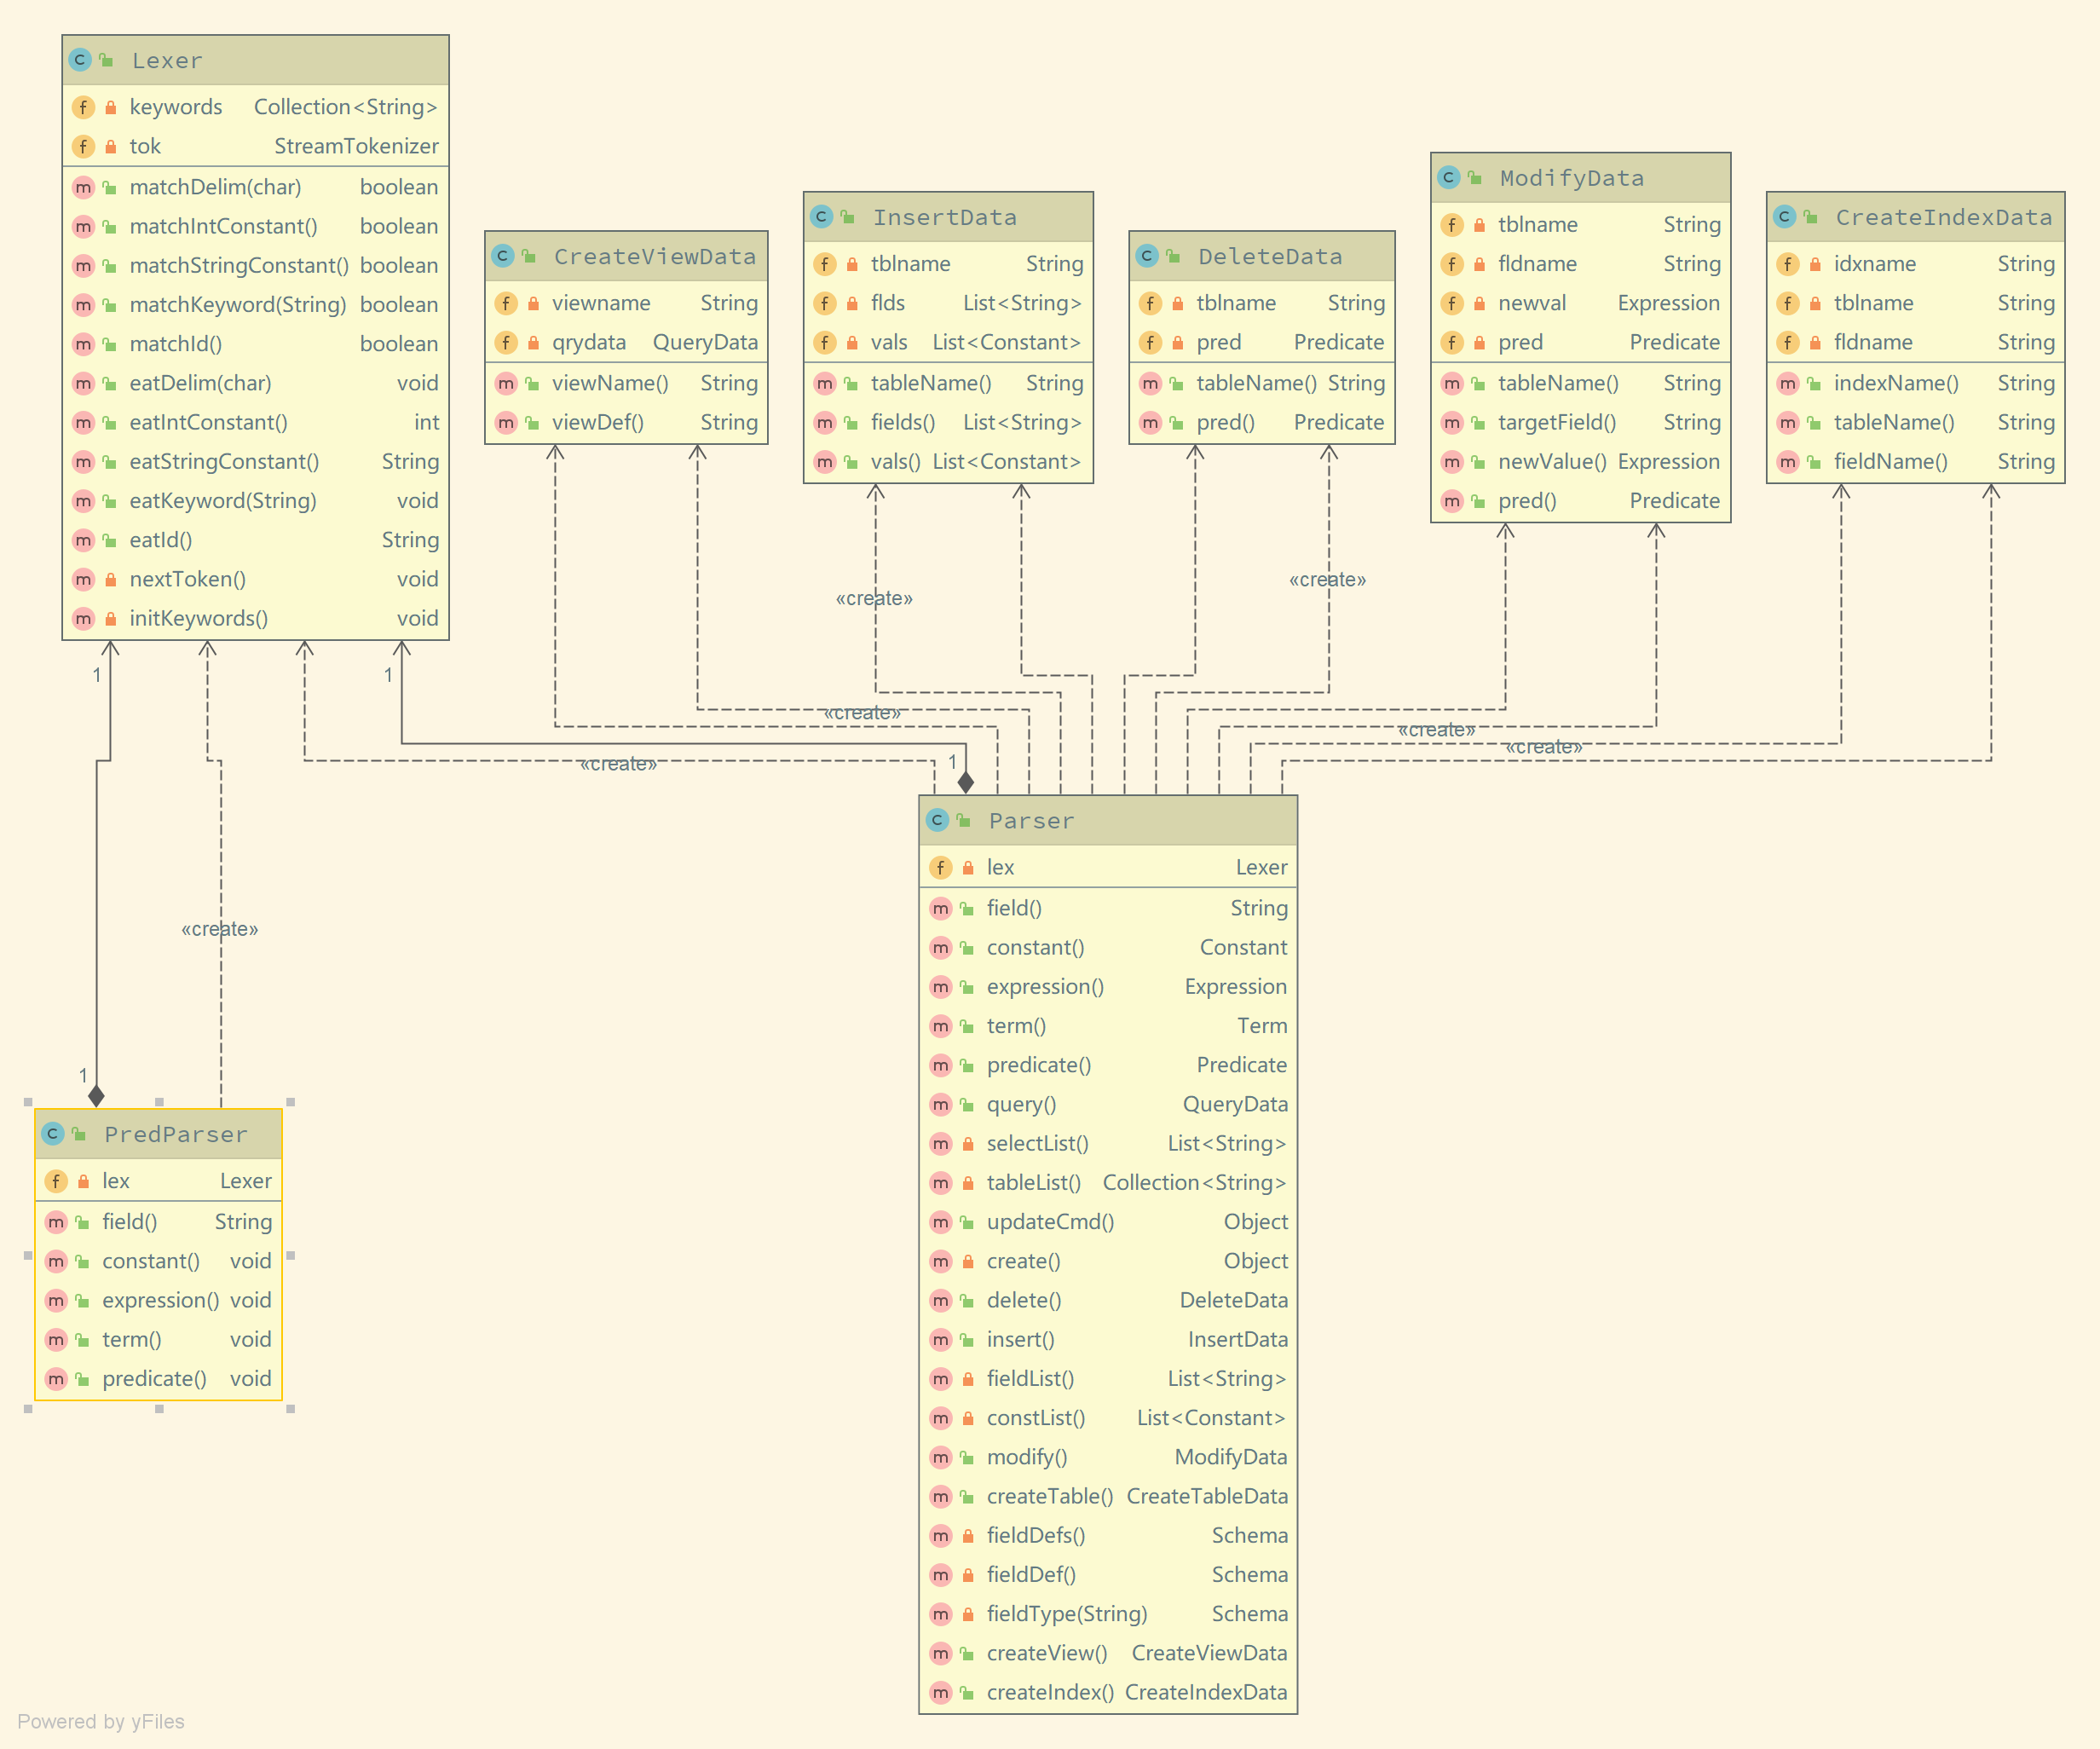 Lexer
keywords Collection<String>
tok StreamTokenizer
matchDelim(char) boolean
matchIntConstant() boolean
matchStringConstant() boolean
matchKeyword(String) boolean
matchId() boolean
eatDelim(char) void
eatIntConstant() int
eatStringConstant() String
eatKeyword(String) void
eatId() String
nextToken() void
initKeywords() void
CreateViewData
viewname String
qrydata QueryData
viewName() String
viewDef() String
InsertData
tblname String
flds List<String>
vals List<Constant>
tableName() String
fields() List<String>
vals() List<Constant>
DeleteData
tblname String
pred Predicate
tableName() String
pred() Predicate
ModifyData
tblname String
fldname String
newval Expression
pred Predicate
tableName() String
targetField() String
newValue() Expression
pred() Predicate
CreateIndexData
idxname String
tblname String
fldname String
indexName() String
tableName() String
fieldName() String
«create»
«create»
1
1
«create»
«create»
«create»
«create»
1
«create»
1
Parser
lex Lexer
field() String
constant() Constant
expression() Expression
term() Term
predicate() Predicate
query() QueryData
selectList() List<String>
tableList() Collection<String>
updateCmd() Object
create() Object
delete() DeleteData
insert() InsertData
fieldList() List<String>
constList() List<Constant>
modify() ModifyData
createTable() CreateTableData
fieldDefs() Schema
fieldDef() Schema
fieldType(String) Schema
createView() CreateViewData
createIndex() CreateIndexData
PredParser
lex Lexer
field() String
constant() void
expression() void
term() void
predicate() void
Powered by yFiles